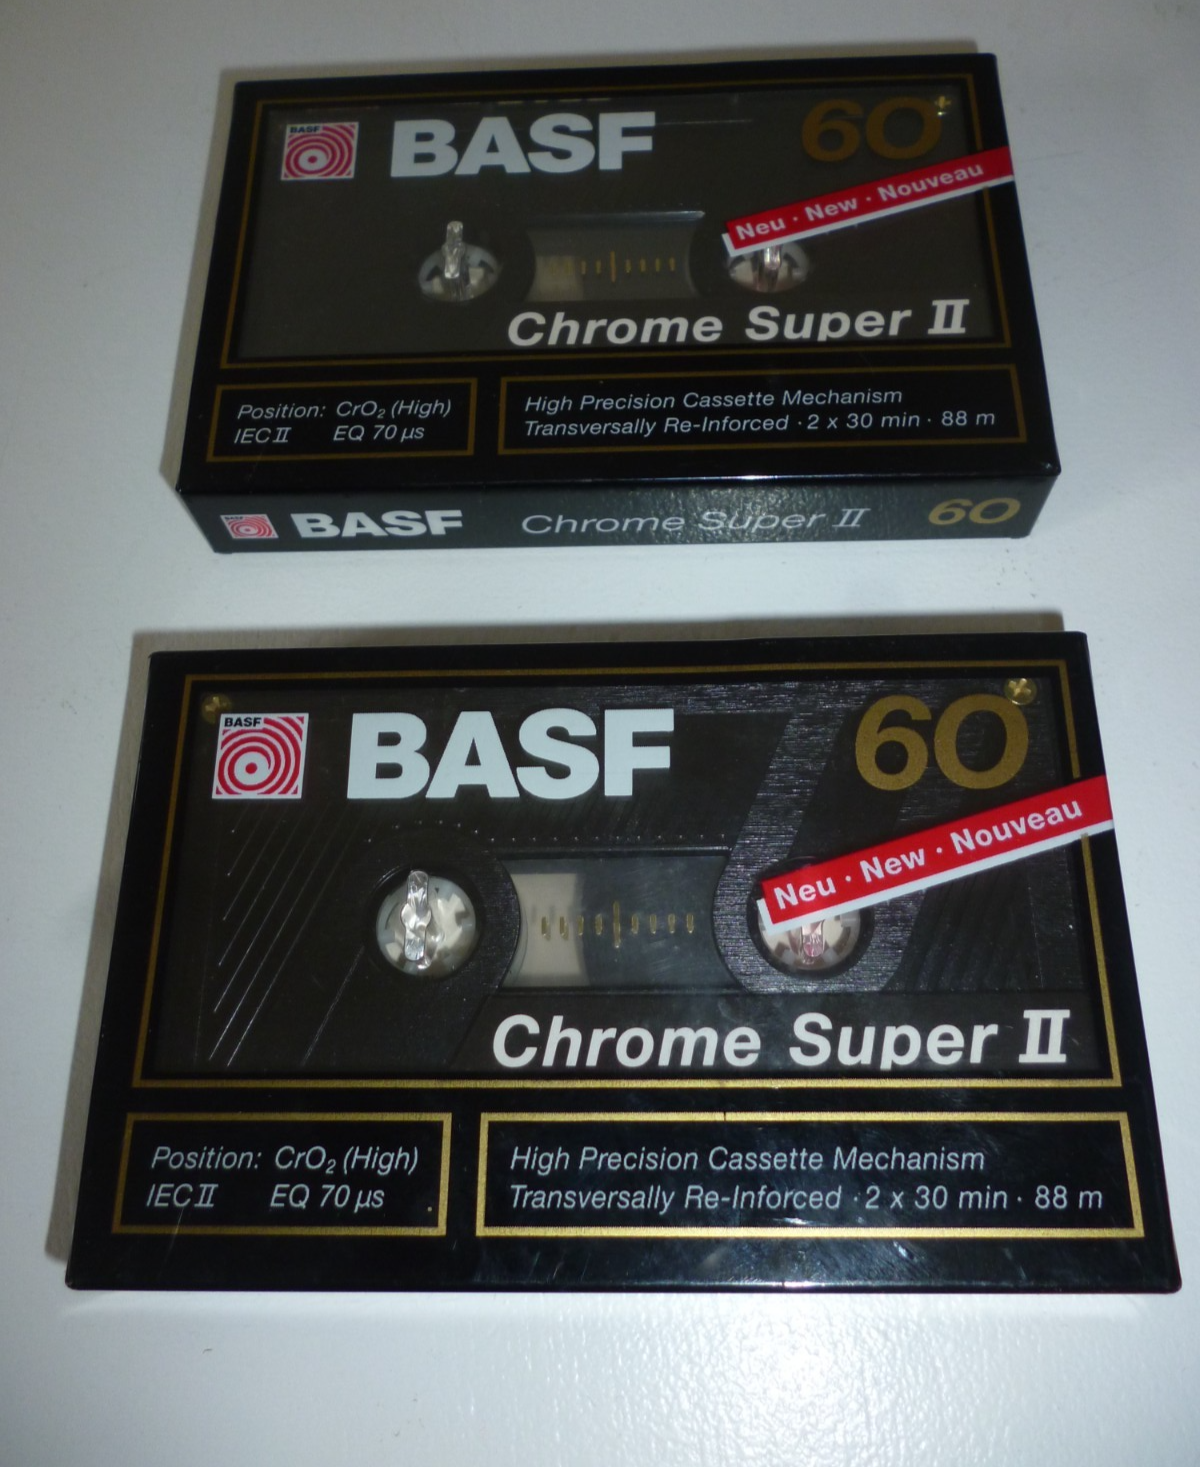 BASF
BASF
60
Neu · New · Nouveau
Chrome Super II
Position: CrO₂ (High)
IEC II EQ 70 µs
High Precision Cassette Mechanism
Transversally Re-Inforced · 2 x 30 min · 88 m
BASF
BASF
Chrome Super II
60
BASF
BASF
60
Neu · New · Nouveau
Chrome Super II
Position: CrO₂ (High)
IEC II EQ 70 µs
High Precision Cassette Mechanism
Transversally Re-Inforced · 2 x 30 min · 88 m